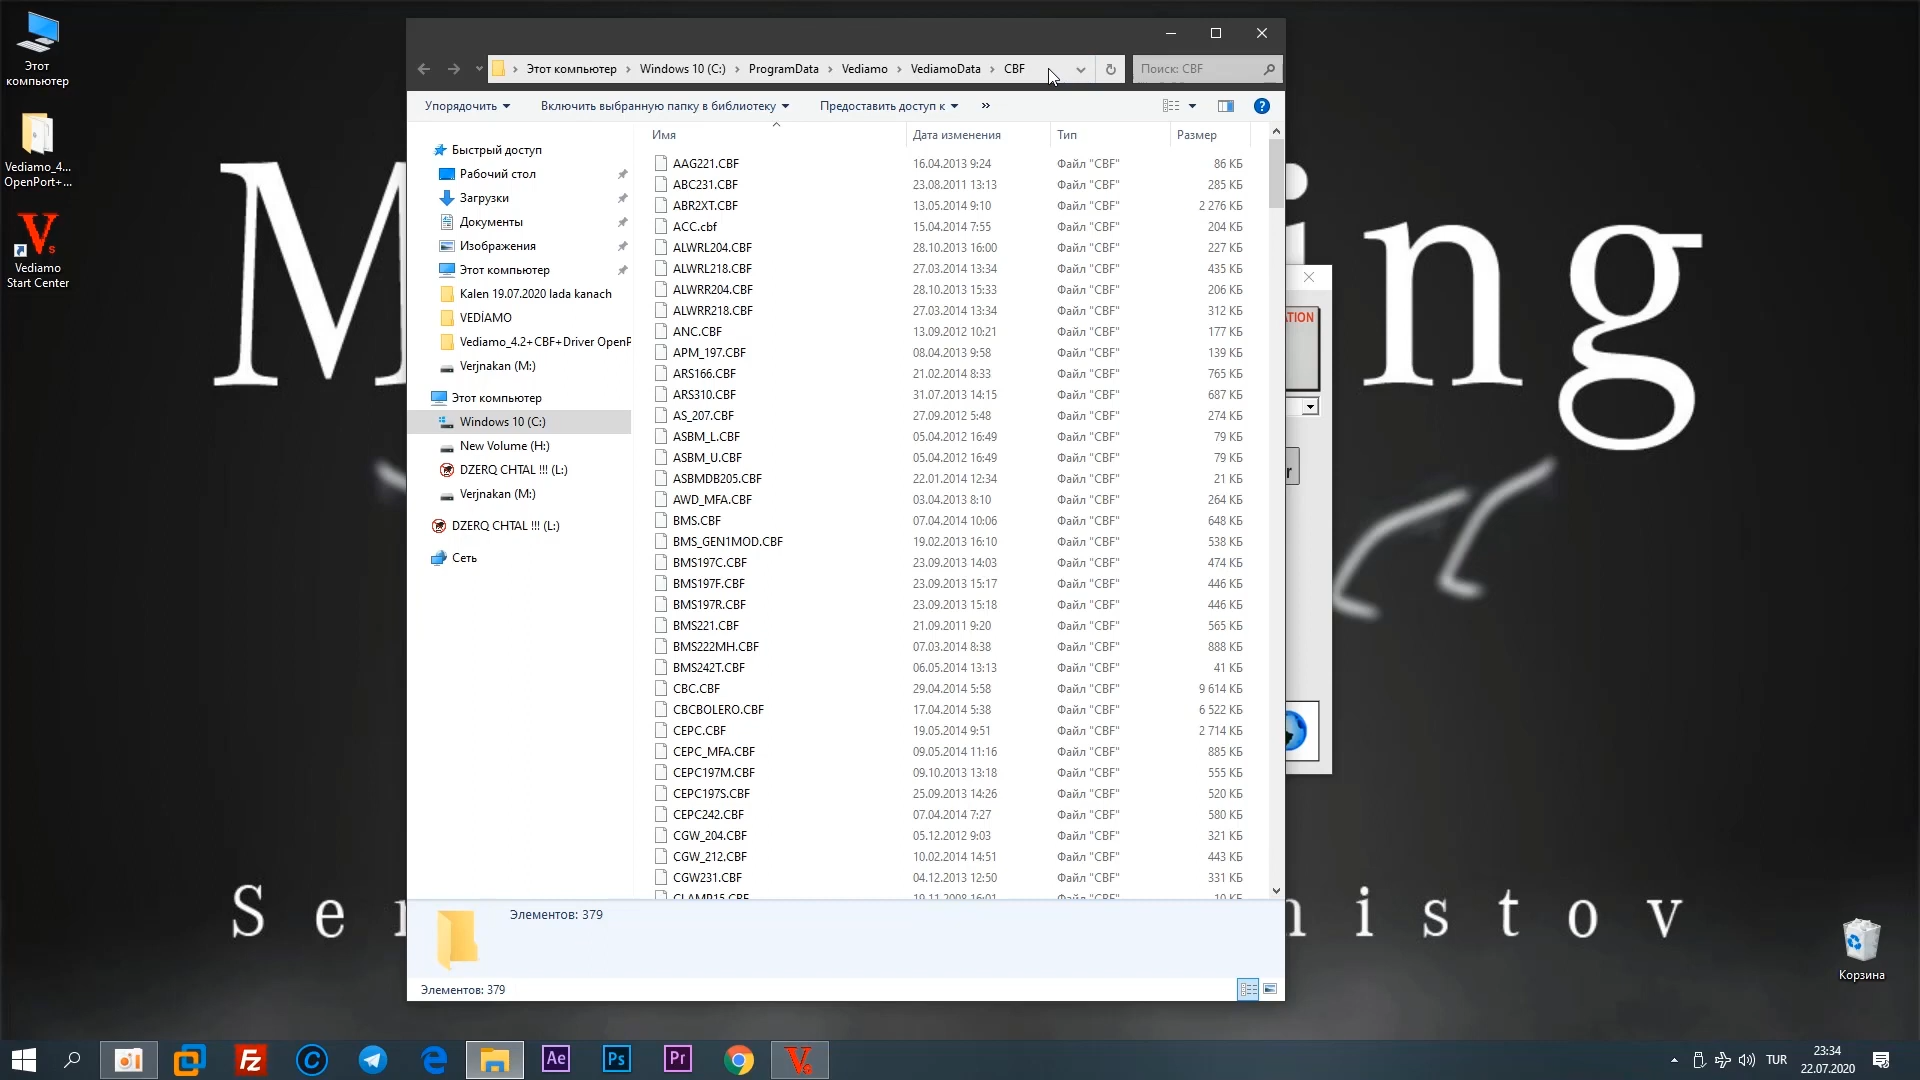 Этот компьютер
Vediamo_4... OpenPort+...
Vediamo Start Center
Этот компьютер › Windows 10 (C:) › ProgramData › Vediamo › VediamoData › CBF
Поиск: CBF
Упорядочить Включить выбранную папку в библиотеку Предоставить доступ к »
Быстрый доступ
Рабочий стол
Загрузки
Документы
Изображения
Этот компьютер
Kalen 19.07.2020 lada kanach
VEDİAMO
Vediamo_4.2+CBF+Driver OpenP
Verjnakan (M:)
Этот компьютер
Windows 10 (C:)
New Volume (H:)
DZERQ CHTAL !!! (L:)
Verjnakan (M:)
DZERQ CHTAL !!! (L:)
Сеть
Имя Дата изменения Тип Размер
AAG221.CBF 16.04.2013 9:24 Файл "CBF" 86 КБ
ABC231.CBF 23.08.2011 13:13 Файл "CBF" 285 КБ
ABR2XT.CBF 13.05.2014 9:10 Файл "CBF" 2 276 КБ
ACC.cbf 15.04.2014 7:55 Файл "CBF" 204 КБ
ALWRL204.CBF 28.10.2013 16:00 Файл "CBF" 227 КБ
ALWRL218.CBF 27.03.2014 13:34 Файл "CBF" 435 КБ
ALWRR204.CBF 28.10.2013 15:33 Файл "CBF" 206 КБ
ALWRR218.CBF 27.03.2014 13:34 Файл "CBF" 312 КБ
ANC.CBF 13.09.2012 10:21 Файл "CBF" 177 КБ
APM_197.CBF 08.04.2013 9:58 Файл "CBF" 139 КБ
ARS166.CBF 21.02.2014 8:33 Файл "CBF" 765 КБ
ARS310.CBF 31.07.2013 14:15 Файл "CBF" 687 КБ
AS_207.CBF 27.09.2012 5:48 Файл "CBF" 274 КБ
ASBM_L.CBF 05.04.2012 16:49 Файл "CBF" 79 КБ
ASBM_U.CBF 05.04.2012 16:49 Файл "CBF" 79 КБ
ASBMDB205.CBF 22.01.2014 12:34 Файл "CBF" 21 КБ
AWD_MFA.CBF 03.04.2013 8:10 Файл "CBF" 264 КБ
BMS.CBF 07.04.2014 10:06 Файл "CBF" 648 КБ
BMS_GEN1MOD.CBF 19.02.2013 16:10 Файл "CBF" 538 КБ
BMS197C.CBF 23.09.2013 14:03 Файл "CBF" 474 КБ
BMS197F.CBF 23.09.2013 15:17 Файл "CBF" 446 КБ
BMS197R.CBF 23.09.2013 15:18 Файл "CBF" 446 КБ
BMS221.CBF 21.09.2011 9:20 Файл "CBF" 565 КБ
BMS222MH.CBF 07.03.2014 8:38 Файл "CBF" 888 КБ
BMS242T.CBF 06.05.2014 13:13 Файл "CBF" 41 КБ
CBC.CBF 29.04.2014 5:58 Файл "CBF" 9 614 КБ
CBCBOLERO.CBF 17.04.2014 5:38 Файл "CBF" 6 522 КБ
CEPC.CBF 19.05.2014 9:51 Файл "CBF" 2 714 КБ
CEPC_MFA.CBF 09.05.2014 11:16 Файл "CBF" 885 КБ
CEPC197M.CBF 09.10.2013 13:18 Файл "CBF" 555 КБ
CEPC197S.CBF 25.09.2013 14:26 Файл "CBF" 520 КБ
CEPC242.CBF 07.04.2014 7:27 Файл "CBF" 580 КБ
CGW_204.CBF 05.12.2012 9:03 Файл "CBF" 321 КБ
CGW_212.CBF 10.02.2014 14:51 Файл "CBF" 443 КБ
CGW231.CBF 04.12.2013 12:50 Файл "CBF" 331 КБ
Элементов: 379
Элементов: 379
M ing
Se nistov
Корзина
TUR 23:34
22.07.2020